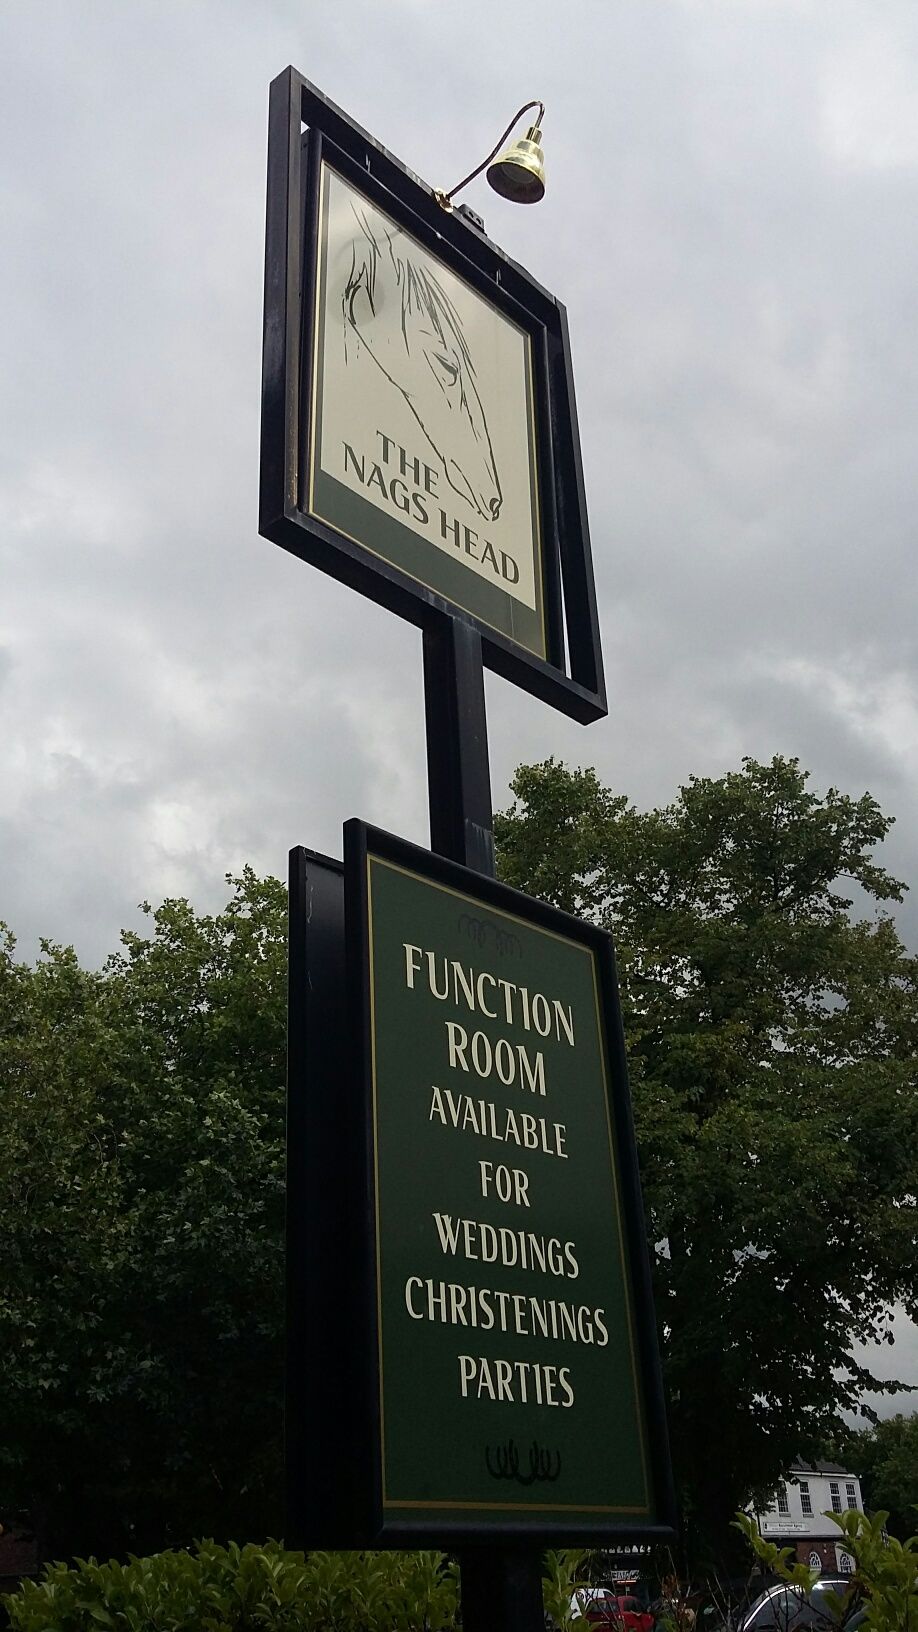 THE
NAGS HEAD
FUNCTION
ROOM
AVAILABLE
FOR
WEDDINGS
CHRISTENINGS
PARTIES